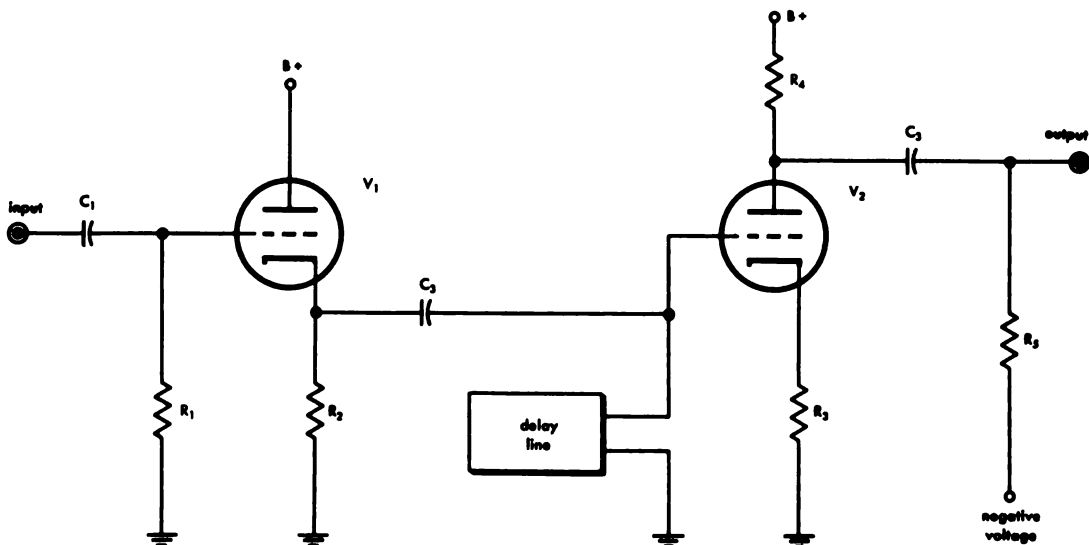 B+
R4
C3
output
V2
B+
V1
input
C1
C3
R1
R2
delay
line
R3
R5
negative
voltage